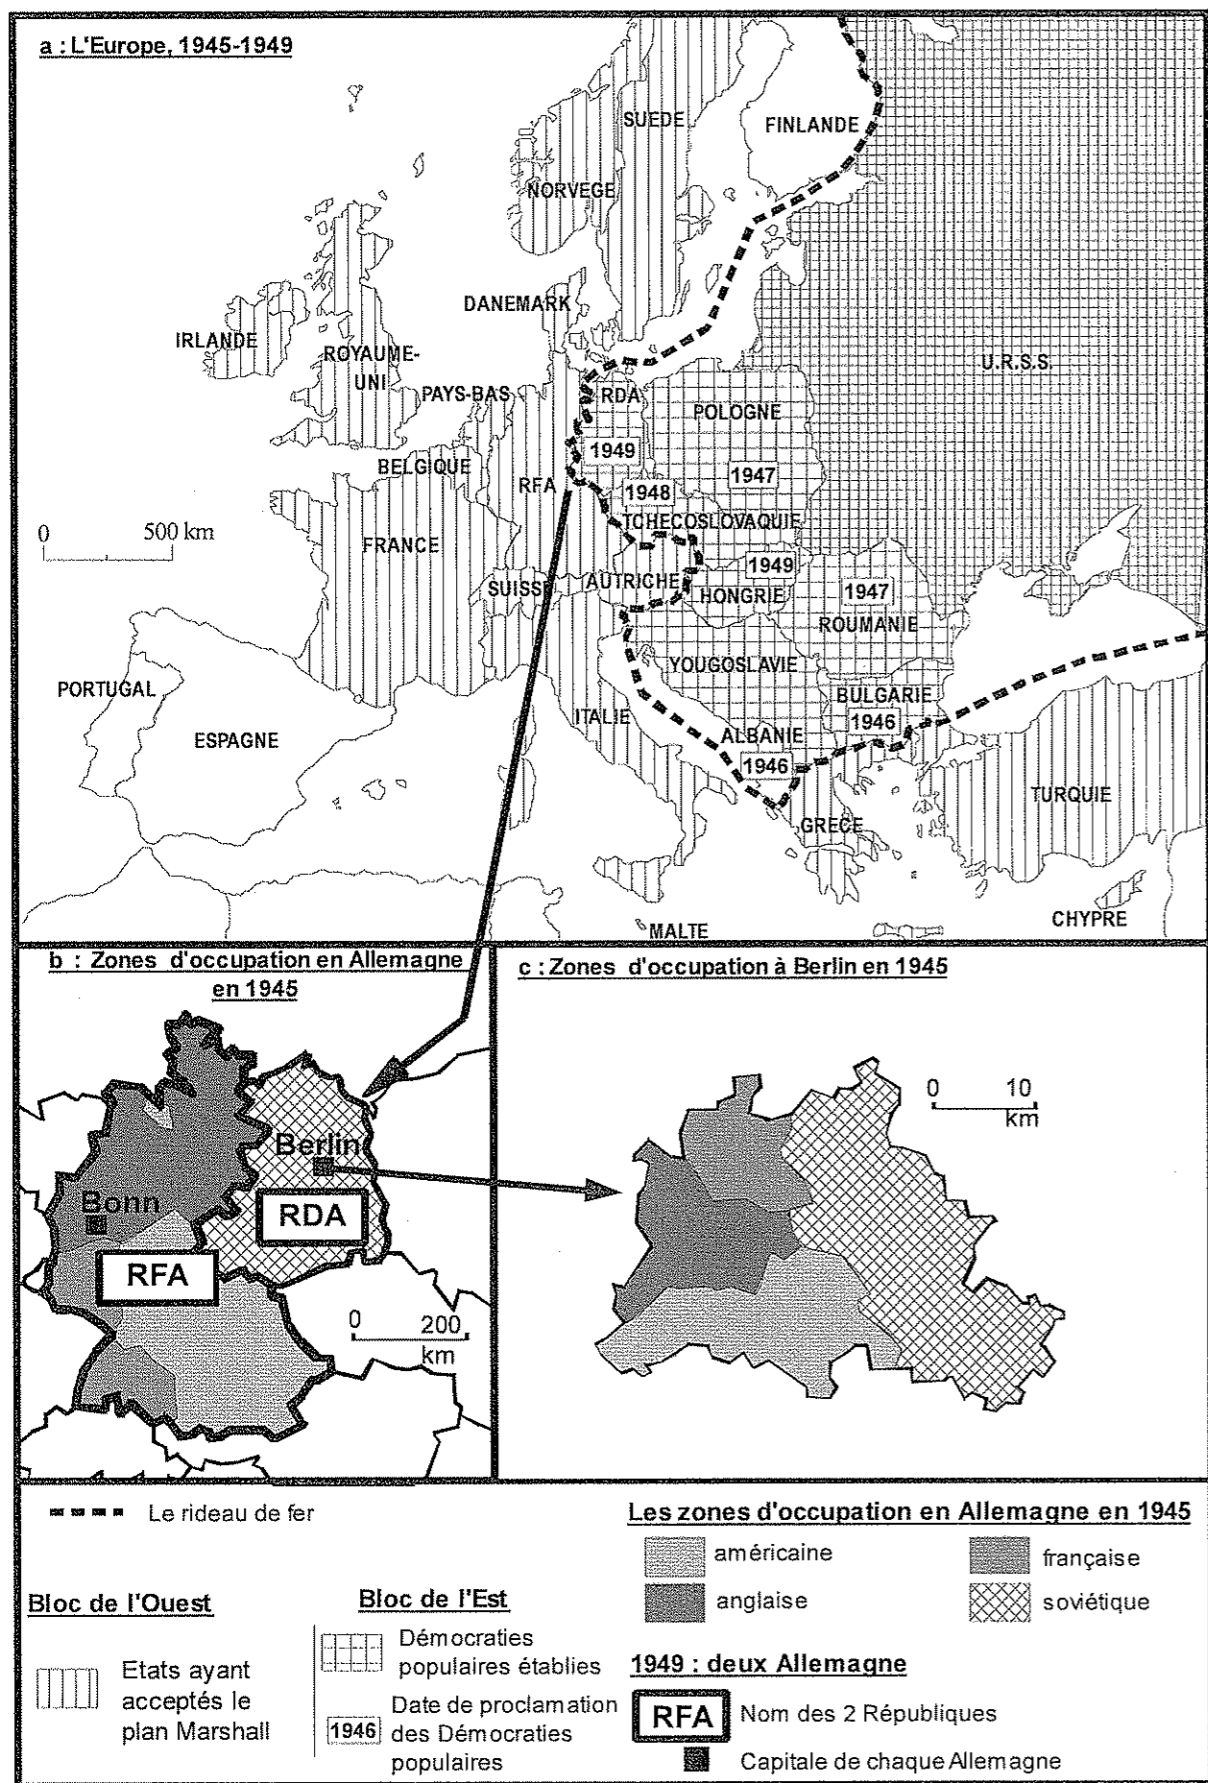 a : L'Europe, 1945-1949
SUEDE
FINLANDE
NORVEGE
DANEMARK
IRLANDE
ROYAUME-
UNI
PAYS-BAS
RDA
U.R.S.S.
POLOGNE
1949
BELGIQUE
1947
RFA
1948
TCHECOSLOVAQUIE
0 500 km
FRANCE
1949
SUISSE
AUTRICHE
HONGRIE
1947
ROUMANIE
YOUGOSLAVIE
PORTUGAL
BULGARIE
ITALIE
1946
ESPAGNE
ALBANIE
1946
TURQUIE
GRECE
CHYPRE
MALTE
b : Zones d'occupation en Allemagne
en 1945
Berlin
Bonn
RDA
RFA
0 200
km
c : Zones d'occupation à Berlin en 1945
0 10
km
Le rideau de fer
Bloc de l'Ouest
Etats ayant
acceptés le
plan Marshall
Bloc de l'Est
Démocraties
populaires établies
1946
Date de proclamation
des Démocraties
populaires
Les zones d'occupation en Allemagne en 1945
américaine
française
anglaise
soviétique
1949 : deux Allemagne
RFA
Nom des 2 Républiques
Capitale de chaque Allemagne